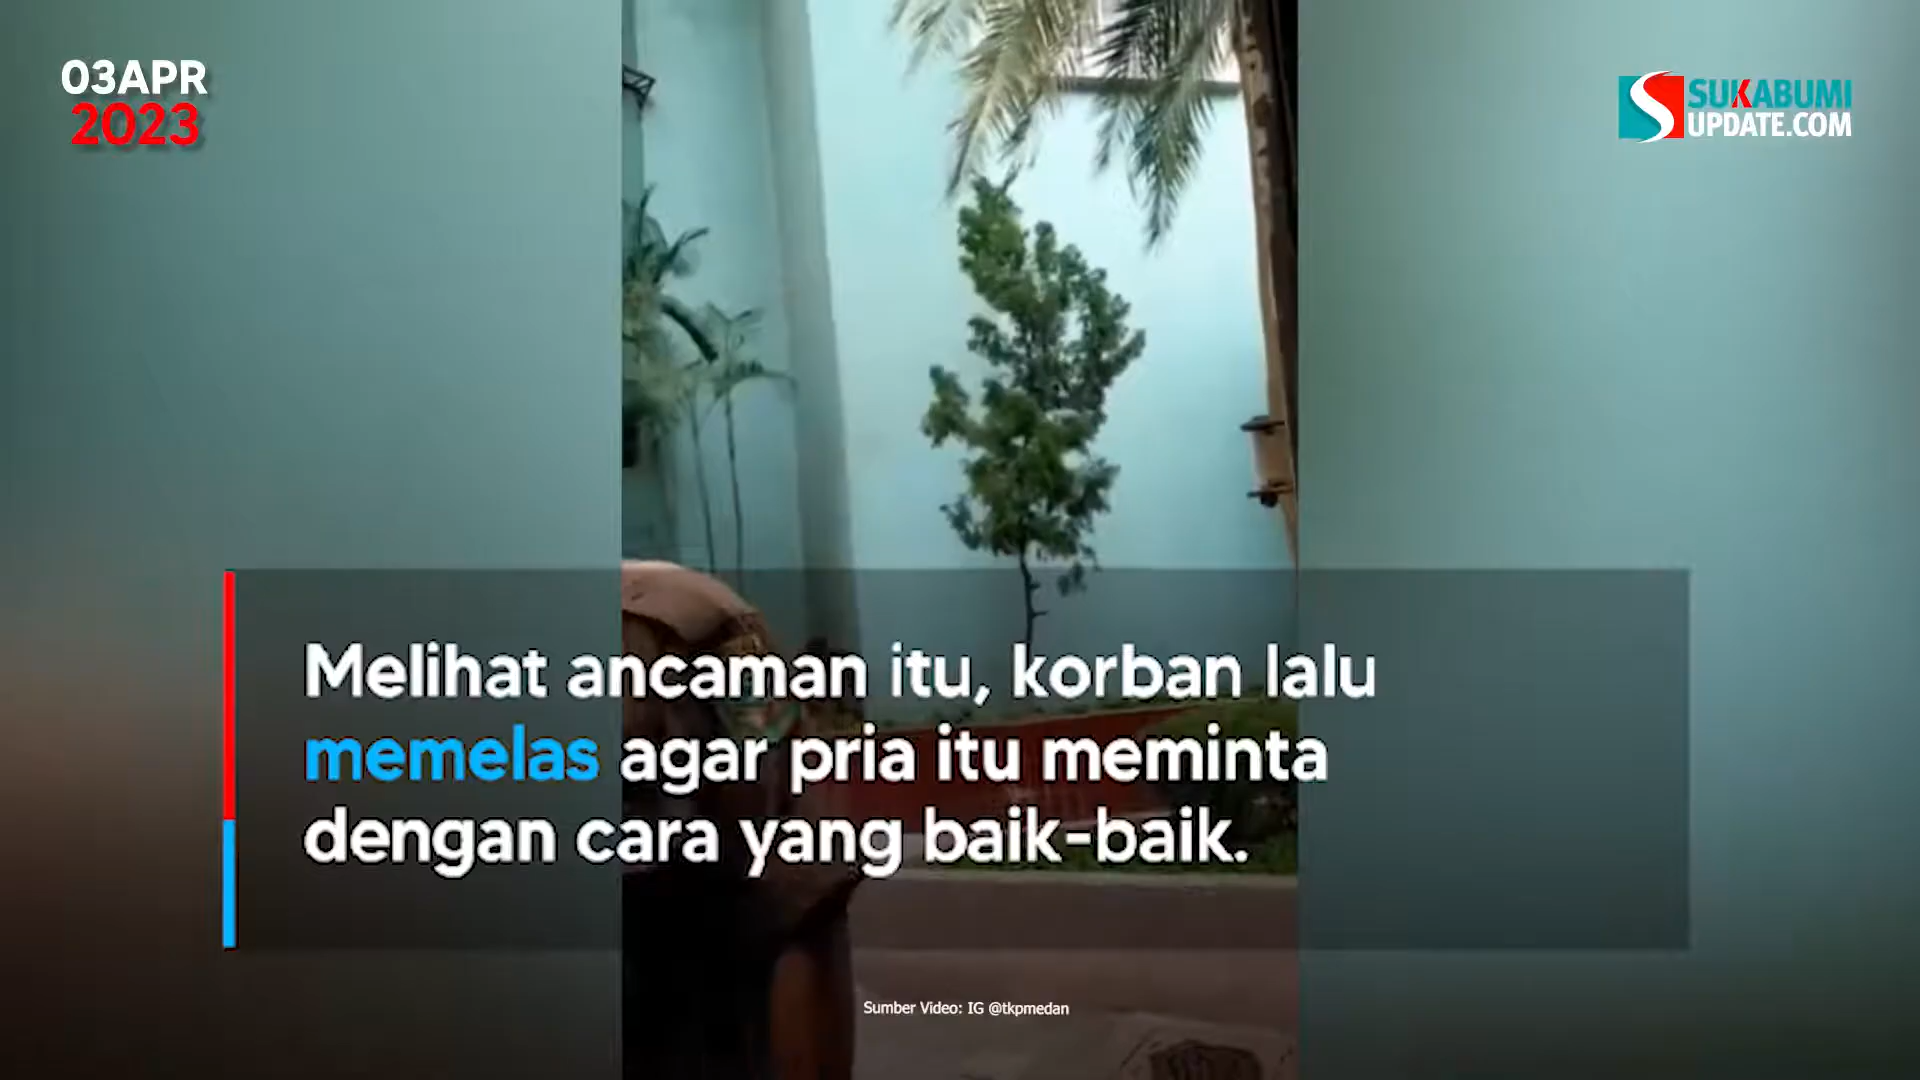 03APR
2023
SUKABUMI
UPDATE.COM
Melihat ancaman itu, korban lalu
memelas agar pria itu meminta
dengan cara yang baik-baik.
Sumber Video: IG @tkpmedan